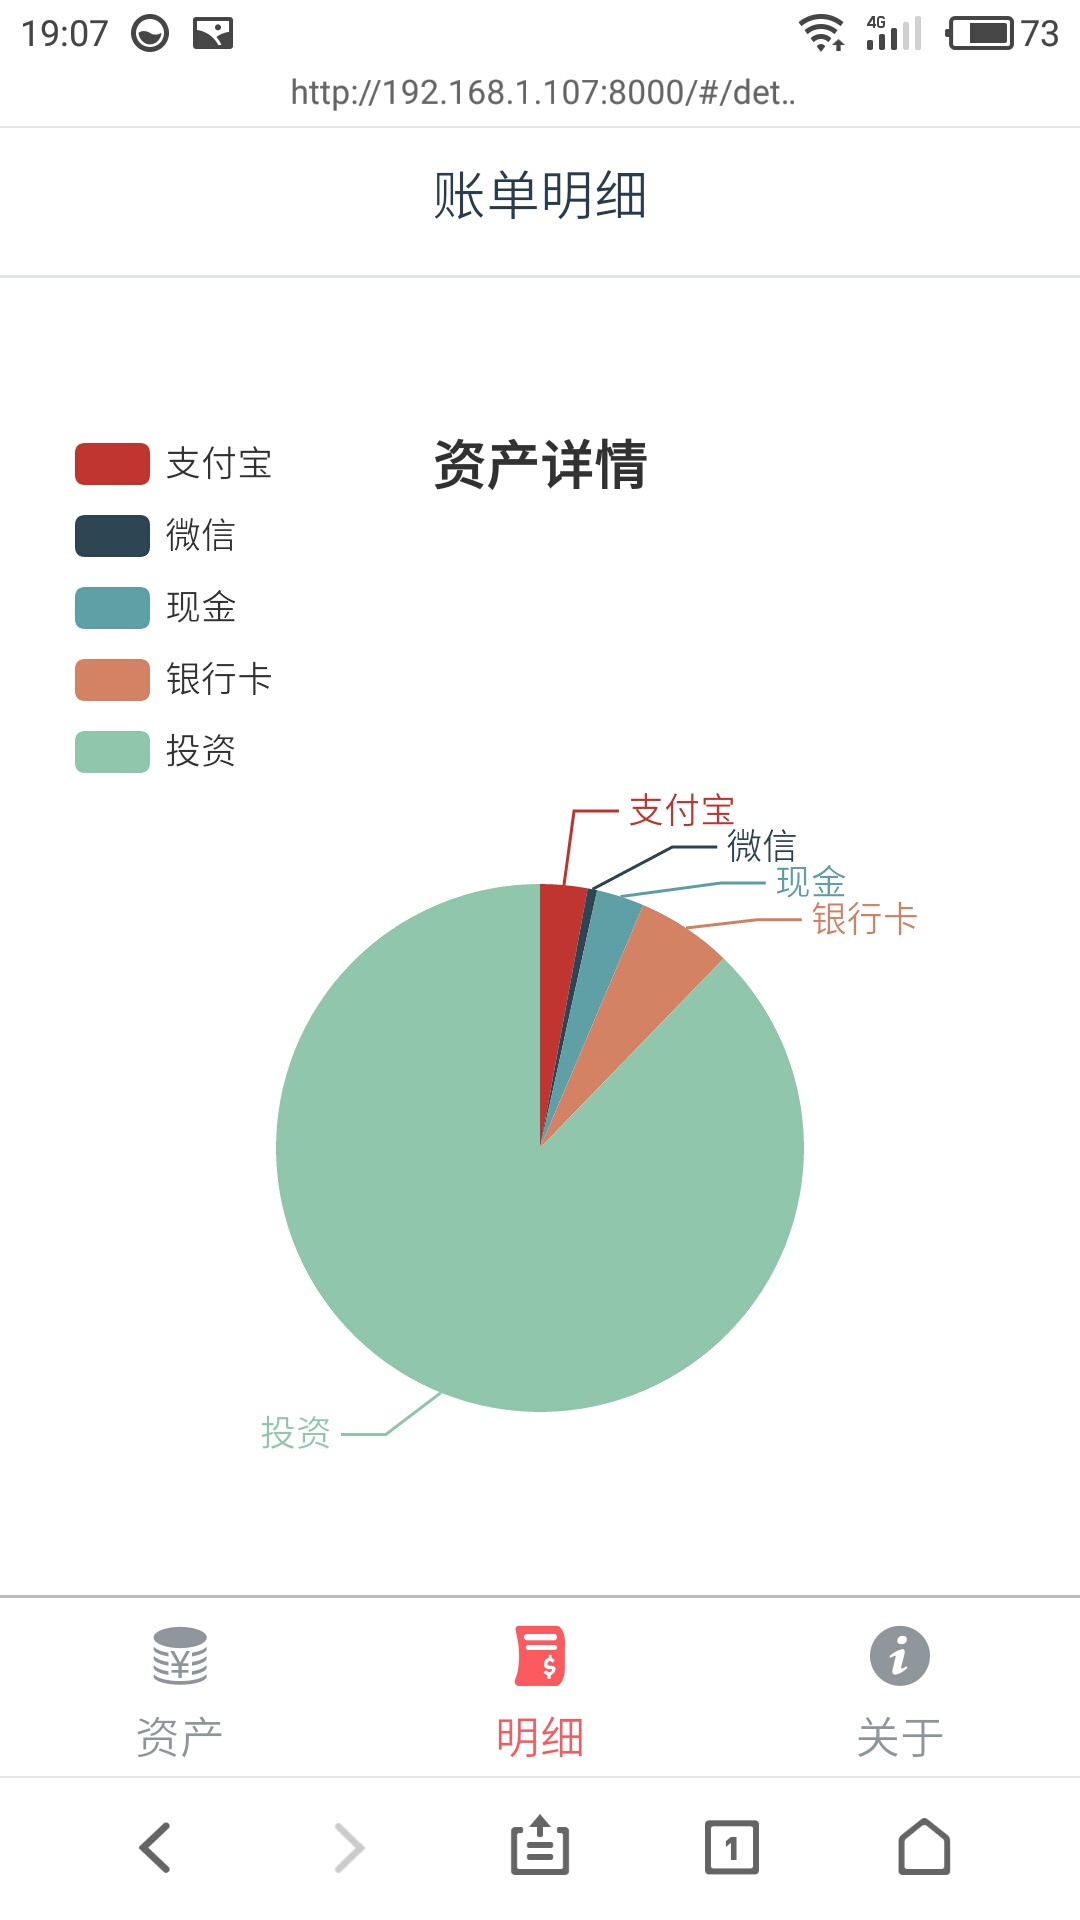 19:07 4G 73
http://192.168.1.107:8000/#/det..
账单明细
资产详情
支付宝
微信
现金
银行卡
投资
支付宝
微信
现金
银行卡
投资
¥ $ i
资产 明细 关于
1